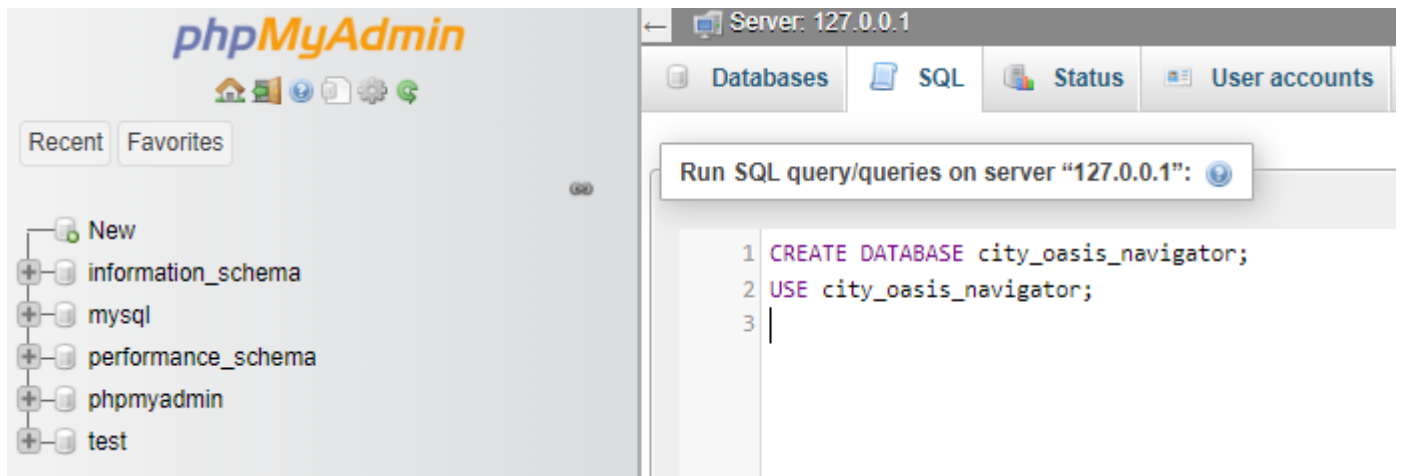 phpMyAdmin
Recent Favorites
New
information_schema
mysql
performance_schema
phpmyadmin
test
Server: 127.0.0.1
Databases SQL Status User accounts
Run SQL query/queries on server “127.0.0.1”:
1 CREATE DATABASE city_oasis_navigator;
2 USE city_oasis_navigator;
3